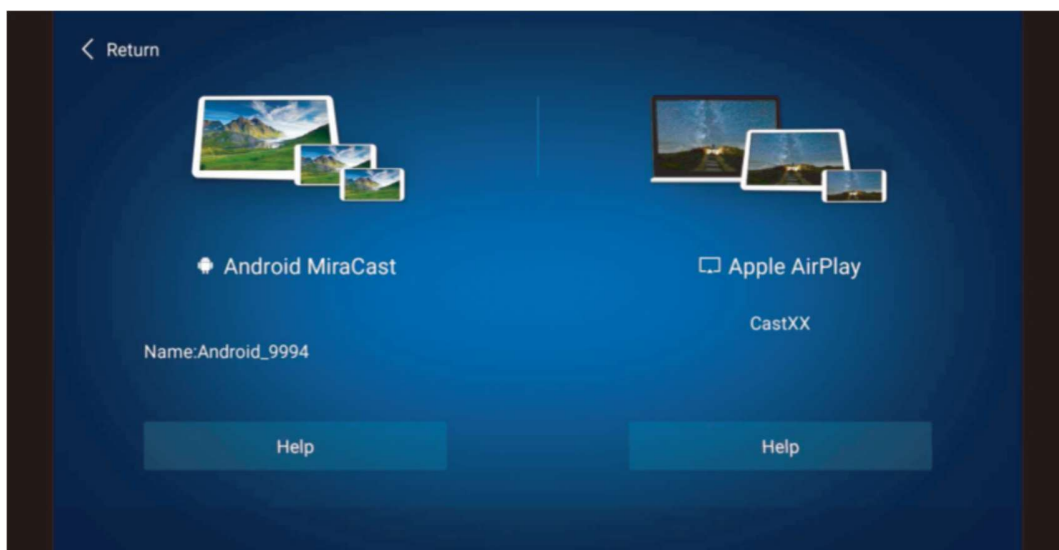 Return
Android MiraCast
Name:Android_9994
Help
Apple AirPlay
CastXX
Help